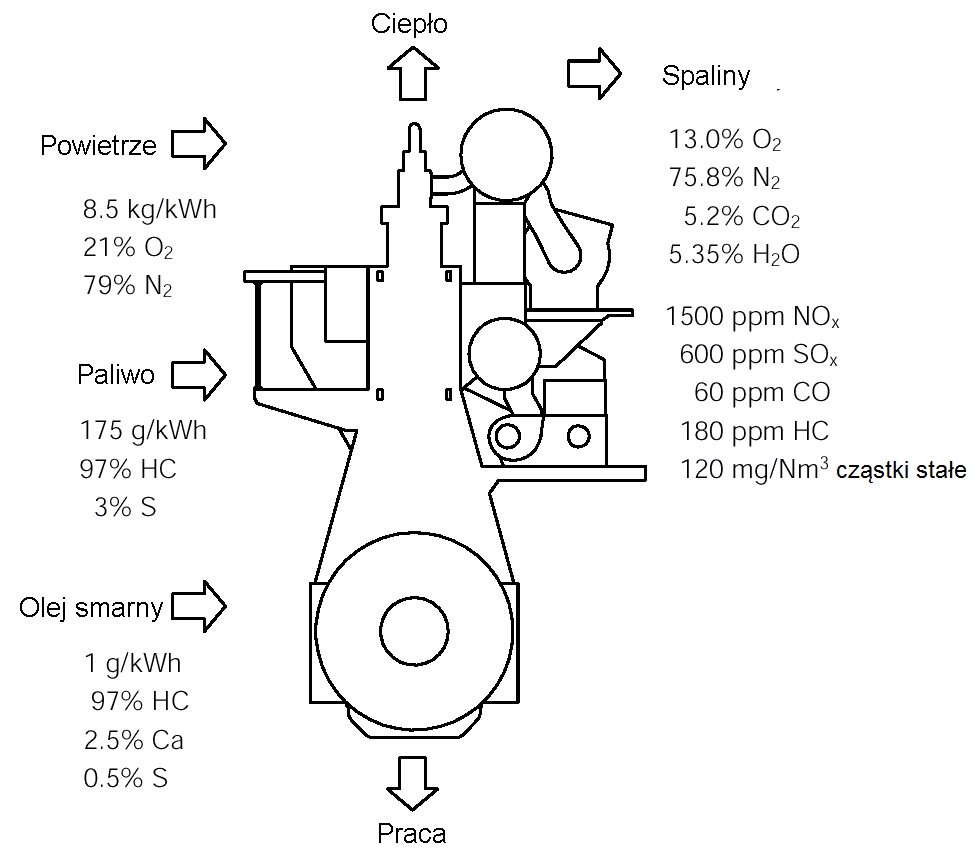 Ciepło
Powietrze
8.5 kg/kWh
21% O₂
79% N₂
Paliwo
175 g/kWh
97% HC
3% S
Olej smarny
1 g/kWh
97% HC
2.5% Ca
0.5% S
Spaliny
13.0% O₂
75.8% N₂
5.2% CO₂
5.35% H₂O
1500 ppm NOₓ
600 ppm SOₓ
60 ppm CO
180 ppm HC
120 mg/Nm³ cząstki stałe
Praca